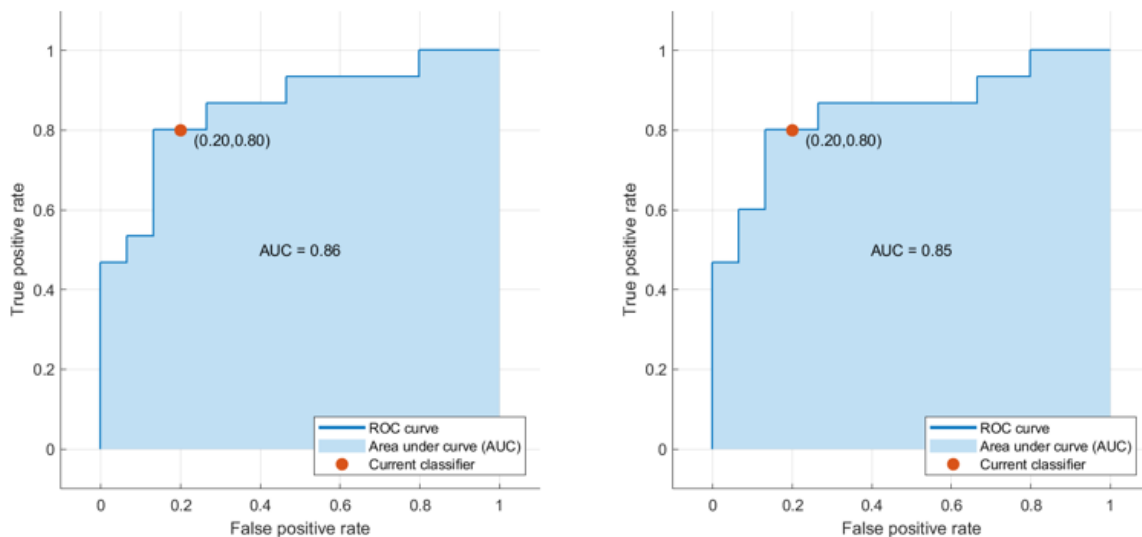 1
0.8
0.6
0.4
0.2
0
True positive rate
(0.20,0.80)
AUC = 0.86
ROC curve
Area under curve (AUC)
Current classifier
0 0.2 0.4 0.6 0.8 1
False positive rate
1
0.8
0.6
0.4
0.2
0
True positive rate
(0.20,0.80)
AUC = 0.85
ROC curve
Area under curve (AUC)
Current classifier
0 0.2 0.4 0.6 0.8 1
False positive rate